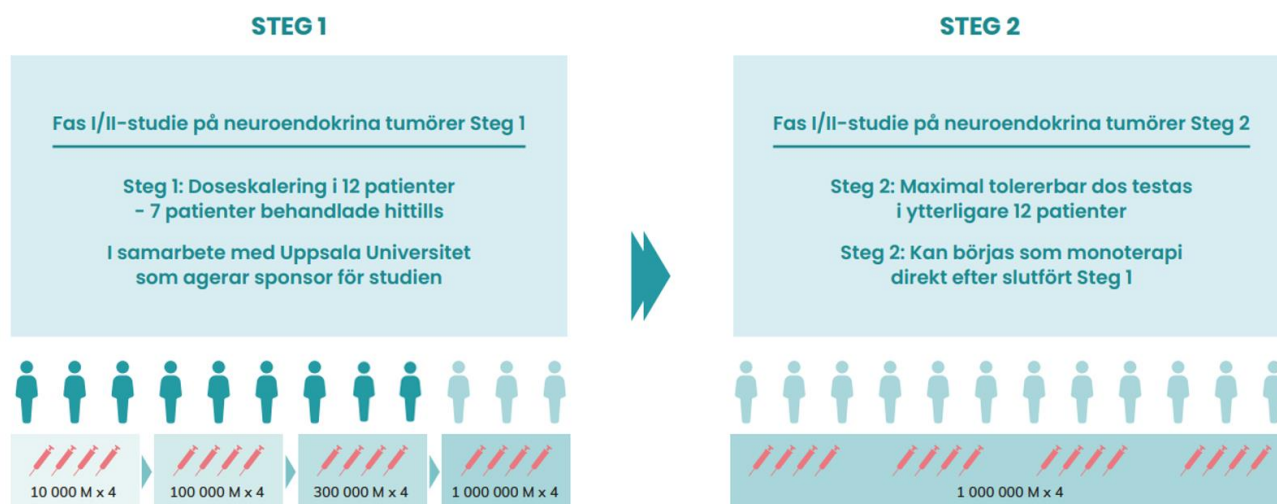 STEG 1
Fas I/II-studie på neuroendokrina tumörer Steg 1
Steg 1: Doseskalering i 12 patienter
- 7 patienter behandlade hittills
I samarbete med Uppsala Universitet
som agerar sponsor för studien
10 000 M x 4
100 000 M x 4
300 000 M x 4
1 000 000 M x 4
STEG 2
Fas I/II-studie på neuroendokrina tumörer Steg 2
Steg 2: Maximal tolererbar dos testas
i ytterligare 12 patienter
Steg 2: Kan börjas som monoterapi
direkt efter slutfört Steg 1
1 000 000 M x 4